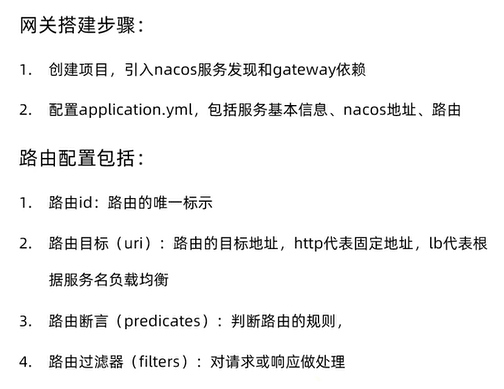 网关搭建步骤：
1. 创建项目，引入nacos服务发现和gateway依赖
2. 配置application.yml，包括服务基本信息、nacos地址、路由
路由配置包括：
1. 路由id：路由的唯一标示
2. 路由目标（uri）：路由的目标地址，http代表固定地址，lb代表根
据服务名负载均衡
3. 路由断言（predicates）：判断路由的规则，
4. 路由过滤器（filters）：对请求或响应做处理